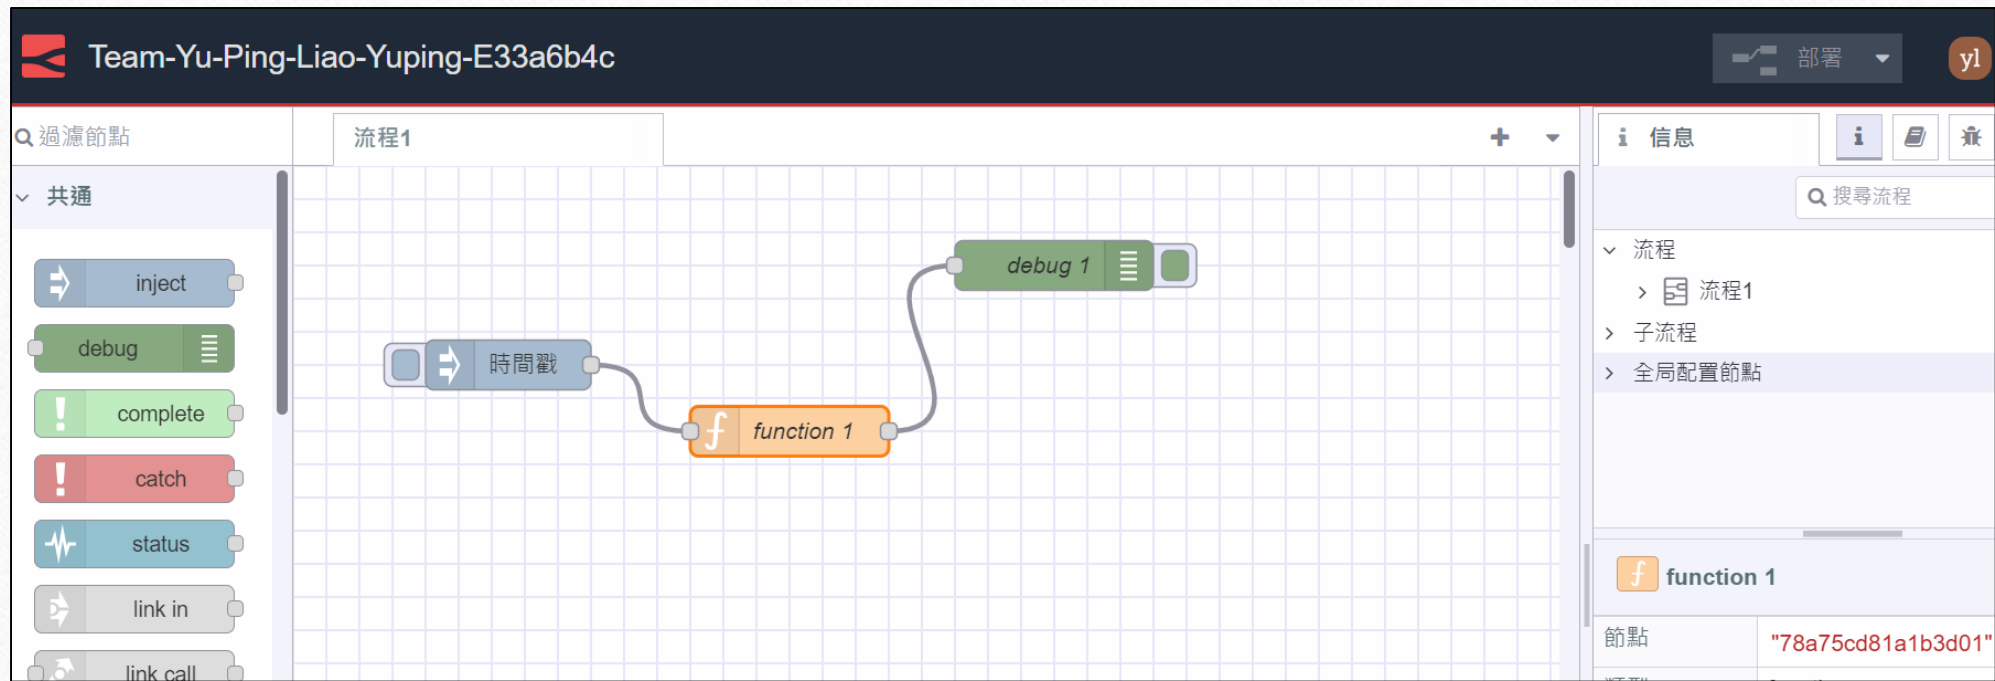 Team-Yu-Ping-Liao-Yuping-E33a6b4c
部署
yl
過濾節點
流程1
信息
共通
搜尋流程
inject
debug
complete
catch
status
link in
link call
時間戳
function 1
debug 1
流程
流程1
子流程
全局配置節點
function 1
節點
"78a75cd81a1b3d01"